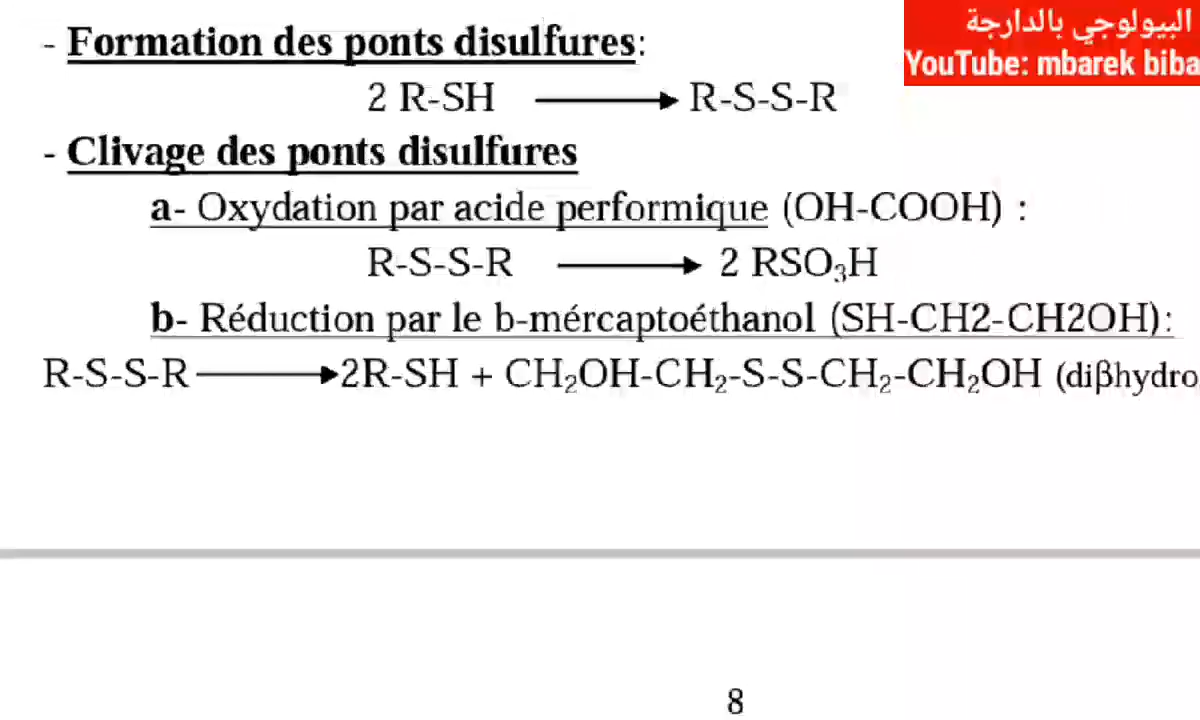 البيولوجي بالدارجة
YouTube: mbarek biba
- Formation des ponts disulfures:
2 R-SH ⟶ R-S-S-R
- Clivage des ponts disulfures
a- Oxydation par acide performique (OH-COOH) :
R-S-S-R ⟶ 2 RSO₃H
b- Réduction par le b-mércaptoéthanol (SH-CH2-CH2OH):
R-S-S-R ⟶ 2R-SH + CH₂OH-CH₂-S-S-CH₂-CH₂OH (diβhydro
8